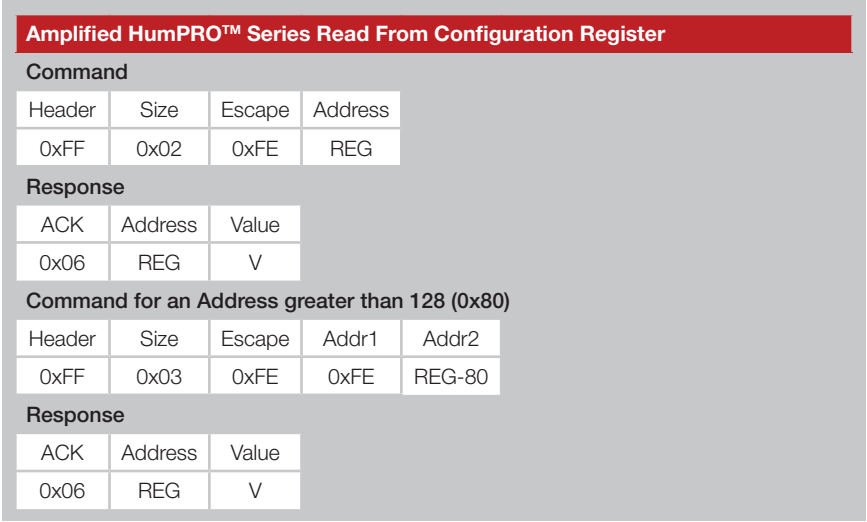 Amplified HumPRO™ Series Read From Configuration Register
Command
Header Size Escape Address
0xFF 0x02 0xFE REG
Response
ACK Address Value
0x06 REG V
Command for an Address greater than 128 (0x80)
Header Size Escape Addr1 Addr2
0xFF 0x03 0xFE 0xFE REG-80
Response
ACK Address Value
0x06 REG V